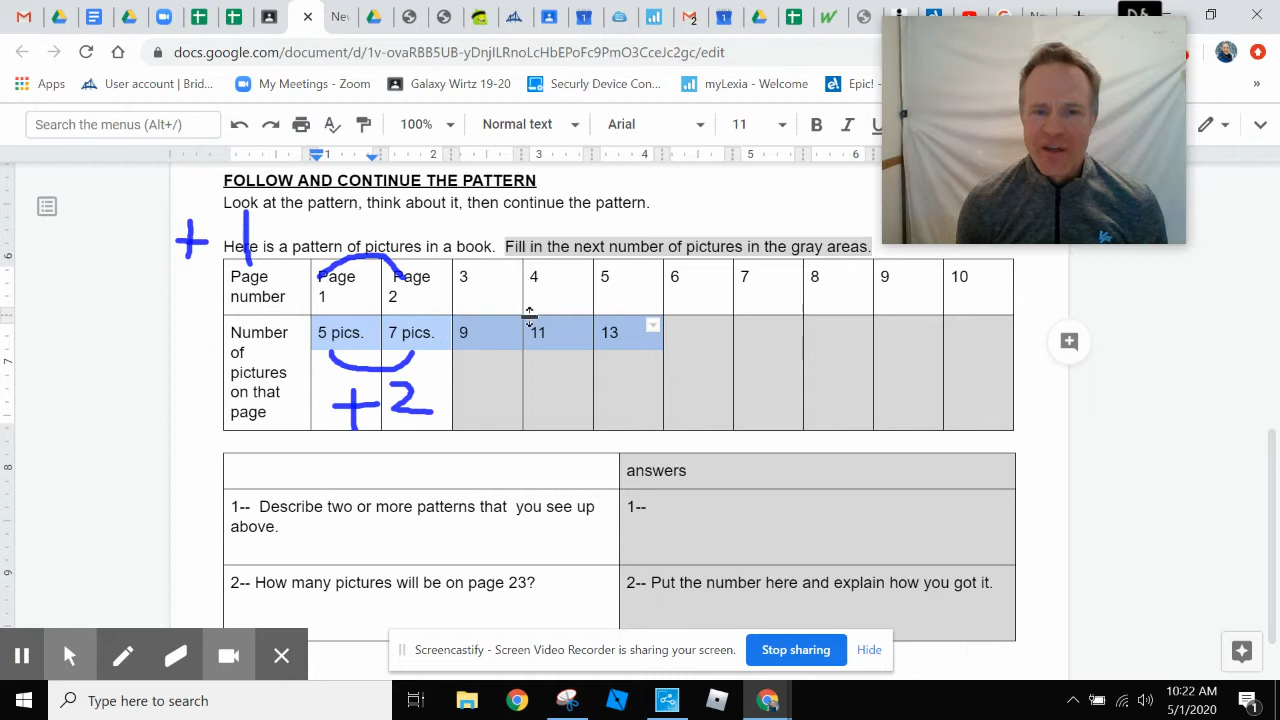 docs.google.com/document/d/1v-ovaRBB5UB-yDnjILRnoLcHbEPoFc9PmO3CceJc2gc/edit
Apps
User account | Brid...
My Meetings - Zoom
Galaxy Wirtz 19-20
Securly Device Con...
myLexia - Welcome
Epic!
»
Search the menus (Alt+/)
100%
Normal text
Arial
11
B I U
1 2 3 4 5 6
FOLLOW AND CONTINUE THE PATTERN
Look at the pattern, think about it, then continue the pattern.
+1
Here is a pattern of pictures in a book. Fill in the next number of pictures in the gray areas.
Page number
Page 1
Page 2
3
4
5
6
7
8
9
10
Number of pictures on that page
5 pics.
7 pics.
9
11
13
+2
answers
1-- Describe two or more patterns that you see up above.
1--
2-- How many pictures will be on page 23?
2-- Put the number here and explain how you got it.
Screencastify - Screen Video Recorder is sharing your screen.
Stop sharing
Hide
Type here to search
10:22 AM
5/1/2020